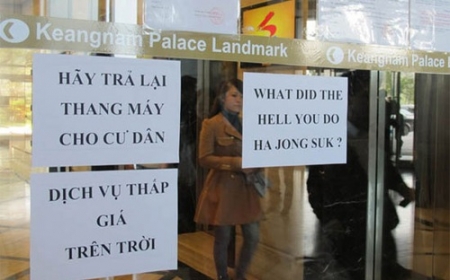 Keangnam Palace Landmark
Keangnam Palace Lan
HÃY TRẢ LẠI
THANG MÁY
CHO CƯ DÂN
WHAT DID THE
HELL YOU DO
HA JONG SUK ?
DỊCH VỤ THẤP
GIÁ
TRÊN TRỜI